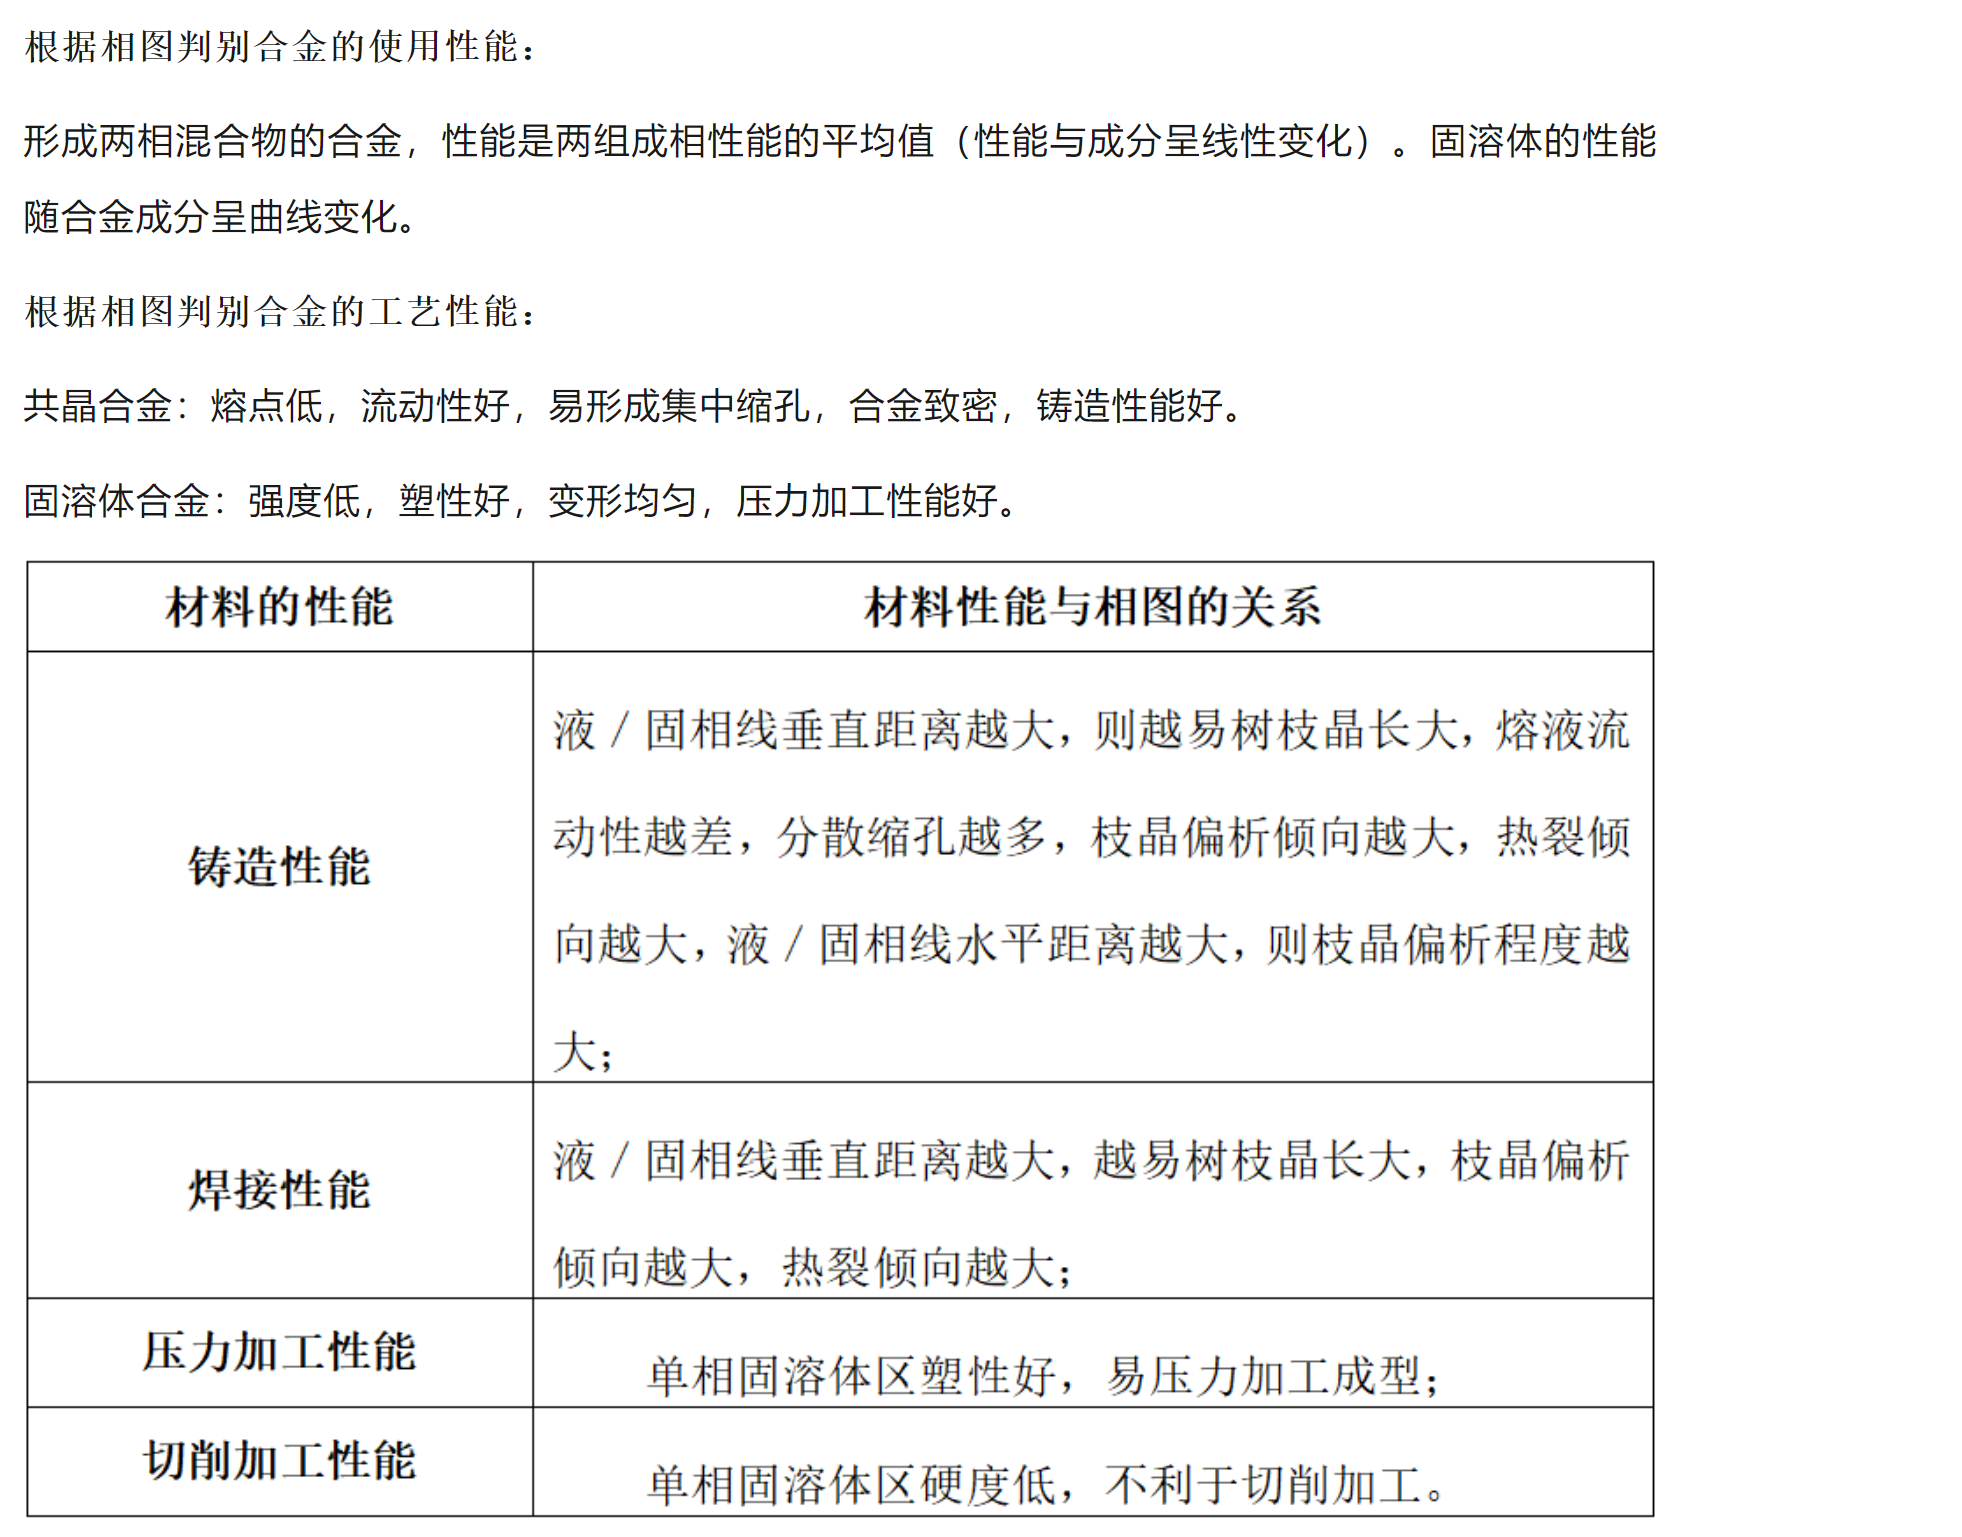 根据相图判别合金的使用性能：
形成两相混合物的合金，性能是两组成相性能的平均值（性能与成分呈线性变化）。固溶体的性能
随合金成分呈曲线变化。
根据相图判别合金的工艺性能：
共晶合金：熔点低，流动性好，易形成集中缩孔，合金致密，铸造性能好。
固溶体合金：强度低，塑性好，变形均匀，压力加工性能好。
材料的性能
材料性能与相图的关系
铸造性能
液/固相线垂直距离越大，则越易树枝晶长大，熔液流
动性越差，分散缩孔越多，枝晶偏析倾向越大，热裂倾
向越大，液/固相线水平距离越大，则枝晶偏析程度越
大；
焊接性能
液/固相线垂直距离越大，越易树枝晶长大，枝晶偏析
倾向越大，热裂倾向越大；
压力加工性能
单相固溶体区塑性好，易压力加工成型；
切削加工性能
单相固溶体区硬度低，不利于切削加工。